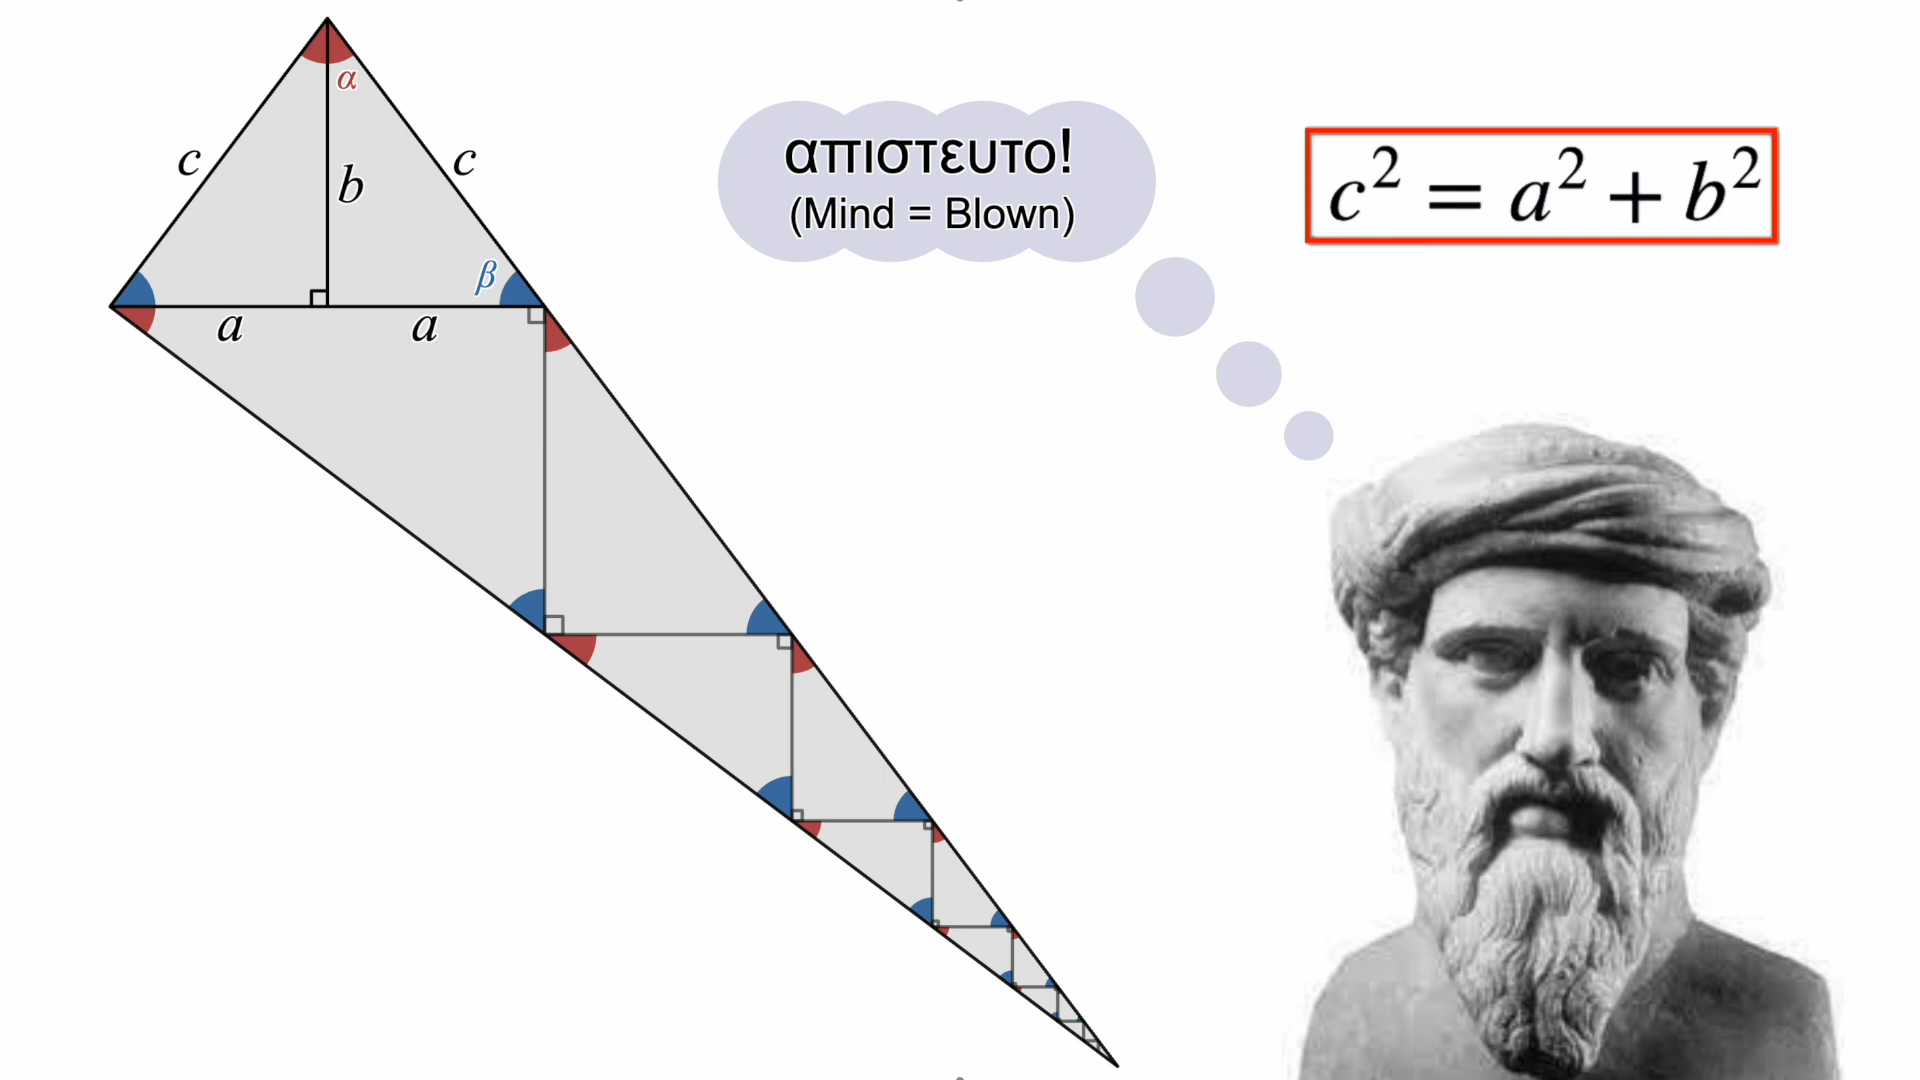 α
c
b
c
β
a
a
απιστευτο!
(Mind = Blown)
c² = a² + b²